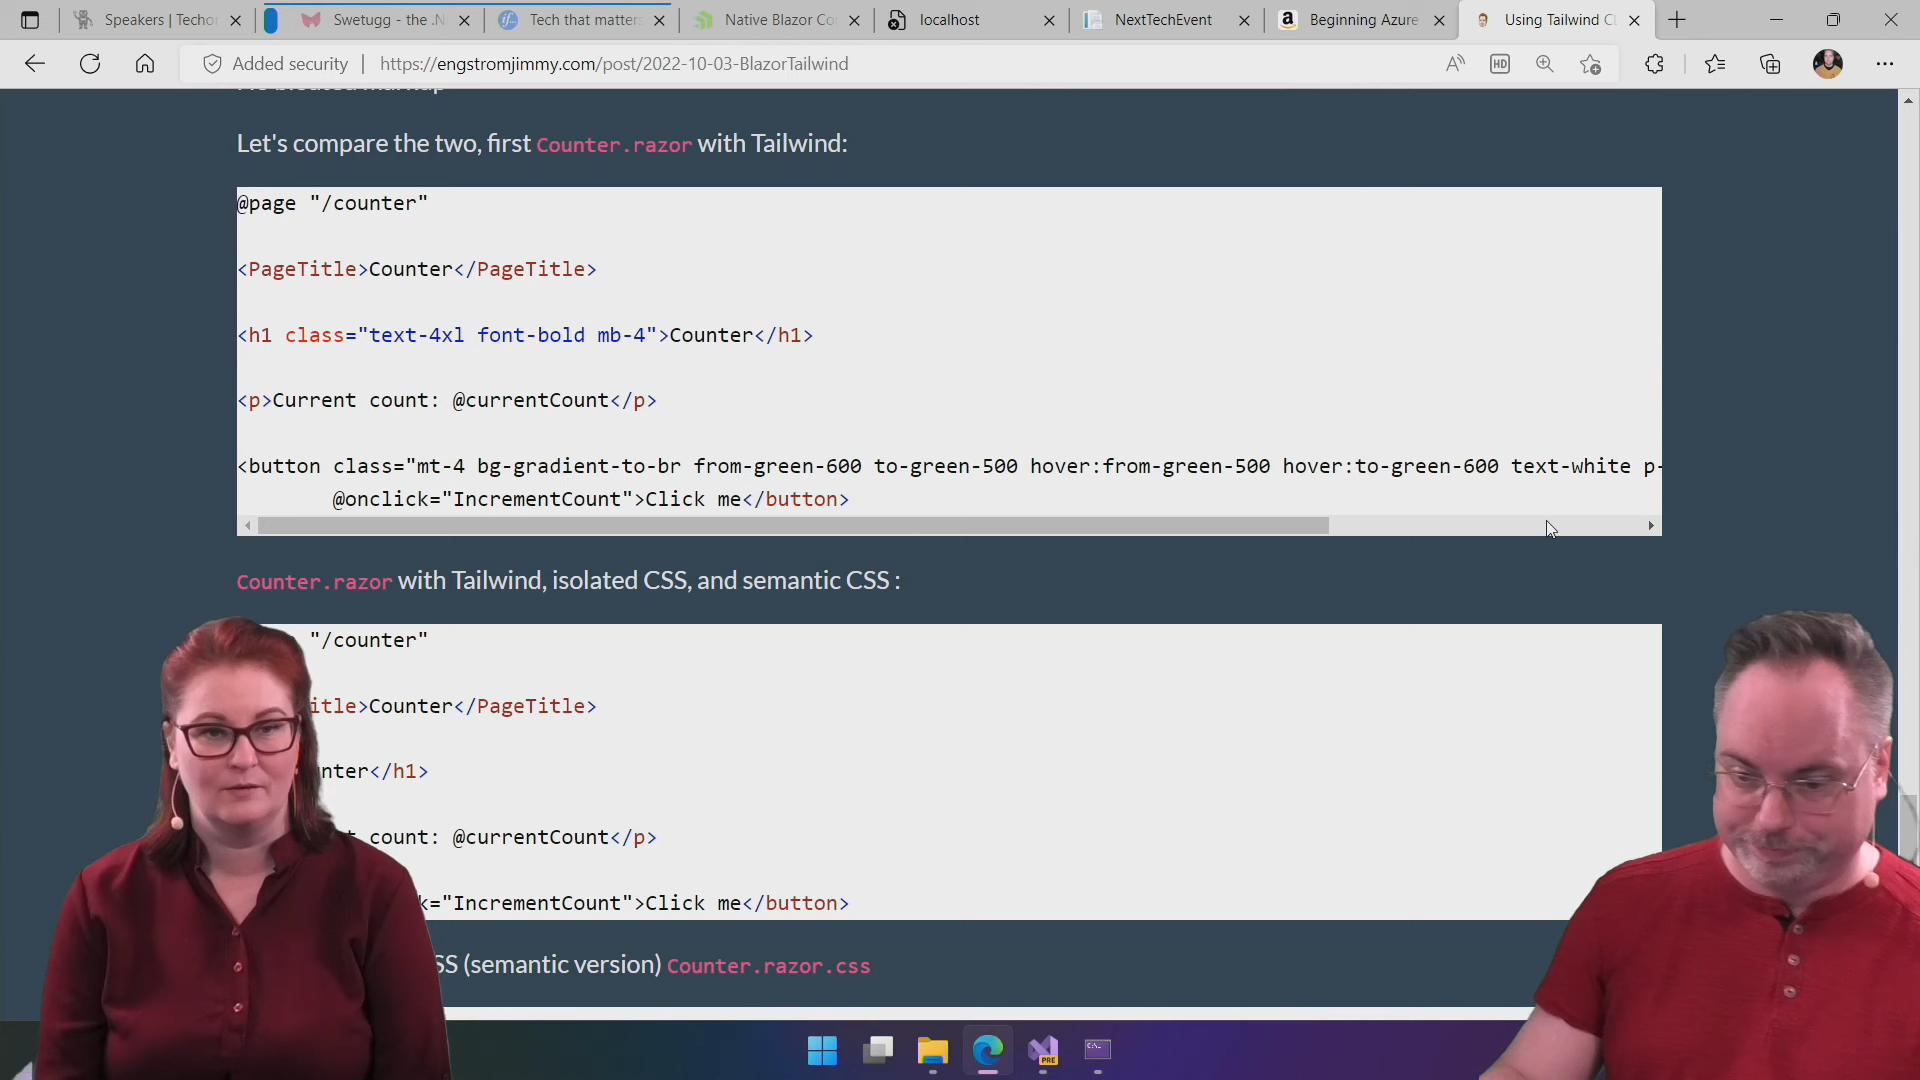 Speakers | Techor
Swetugg - the .N
Tech that matters
Native Blazor Co
localhost
NextTechEvent
Beginning Azure
Using Tailwind C
Added security
https://engstromjimmy.com/post/2022-10-03-BlazorTailwind
HD
Let's compare the two, first Counter.razor with Tailwind:
@page "/counter"
<PageTitle>Counter</PageTitle>
<h1 class="text-4xl font-bold mb-4">Counter</h1>
<p>Current count: @currentCount</p>
<button class="mt-4 bg-gradient-to-br from-green-600 to-green-500 hover:from-green-500 hover:to-green-600 text-white p-
@onclick="IncrementCount">Click me</button>
Counter.razor with Tailwind, isolated CSS, and semantic CSS :
"/counter"
itle>Counter</PageTitle>
nter</h1>
count: @currentCount</p>
k="IncrementCount">Click me</button>
SS (semantic version) Counter.razor.css